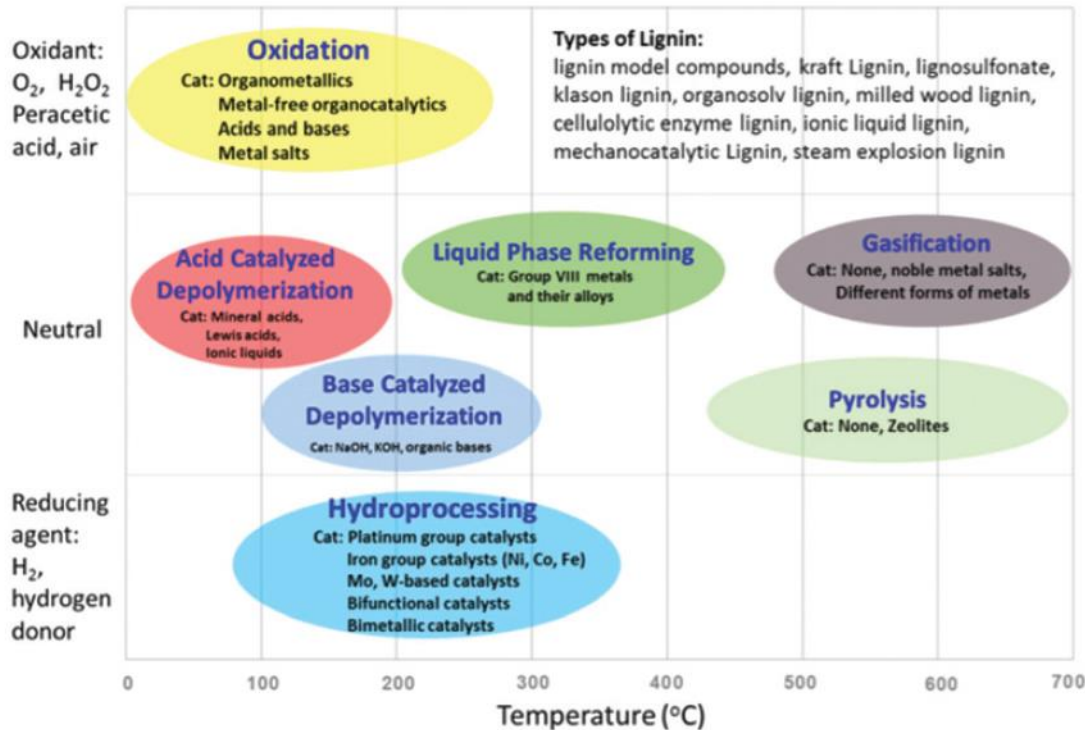 Oxidant:
O2, H2O2
Peracetic
acid, air
Oxidation
Cat: Organometallics
Metal-free organocatalytics
Acids and bases
Metal salts
Types of Lignin:
lignin model compounds, kraft Lignin, lignosulfonate,
klason lignin, organosolv lignin, milled wood lignin,
cellulolytic enzyme lignin, ionic liquid lignin,
mechanocatalytic Lignin, steam explosion lignin
Neutral
Acid Catalyzed
Depolymerization
Cat: Mineral acids,
Lewis acids,
Ionic liquids
Liquid Phase Reforming
Cat: Group VIII metals
and their alloys
Gasification
Cat: None, noble metal salts,
Different forms of metals
Base Catalyzed
Depolymerization
Cat: NaOH, KOH, organic bases
Pyrolysis
Cat: None, Zeolites
Reducing
agent:
H2,
hydrogen
donor
Hydroprocessing
Cat: Platinum group catalysts
Iron group catalysts (Ni, Co, Fe)
Mo, W-based catalysts
Bifunctional catalysts
Bimetallic catalysts
0 100 200 300 400 500 600 700
Temperature (°C)